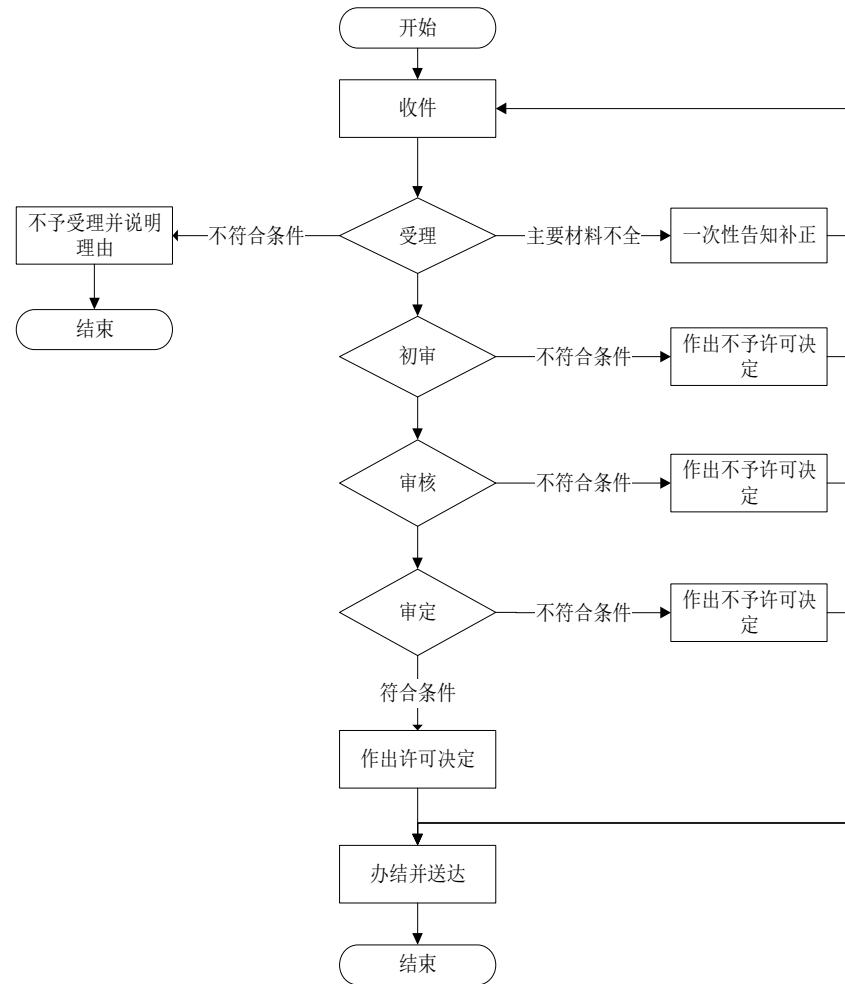 开始
收件
不予受理并说明
理由
不符合条件
受理
主要材料不全
一次性告知补正
结束
初审
不符合条件
作出不予许可决
定
审核
不符合条件
作出不予许可决
定
审定
不符合条件
作出不予许可决
定
符合条件
作出许可决定
办结并送达
结束